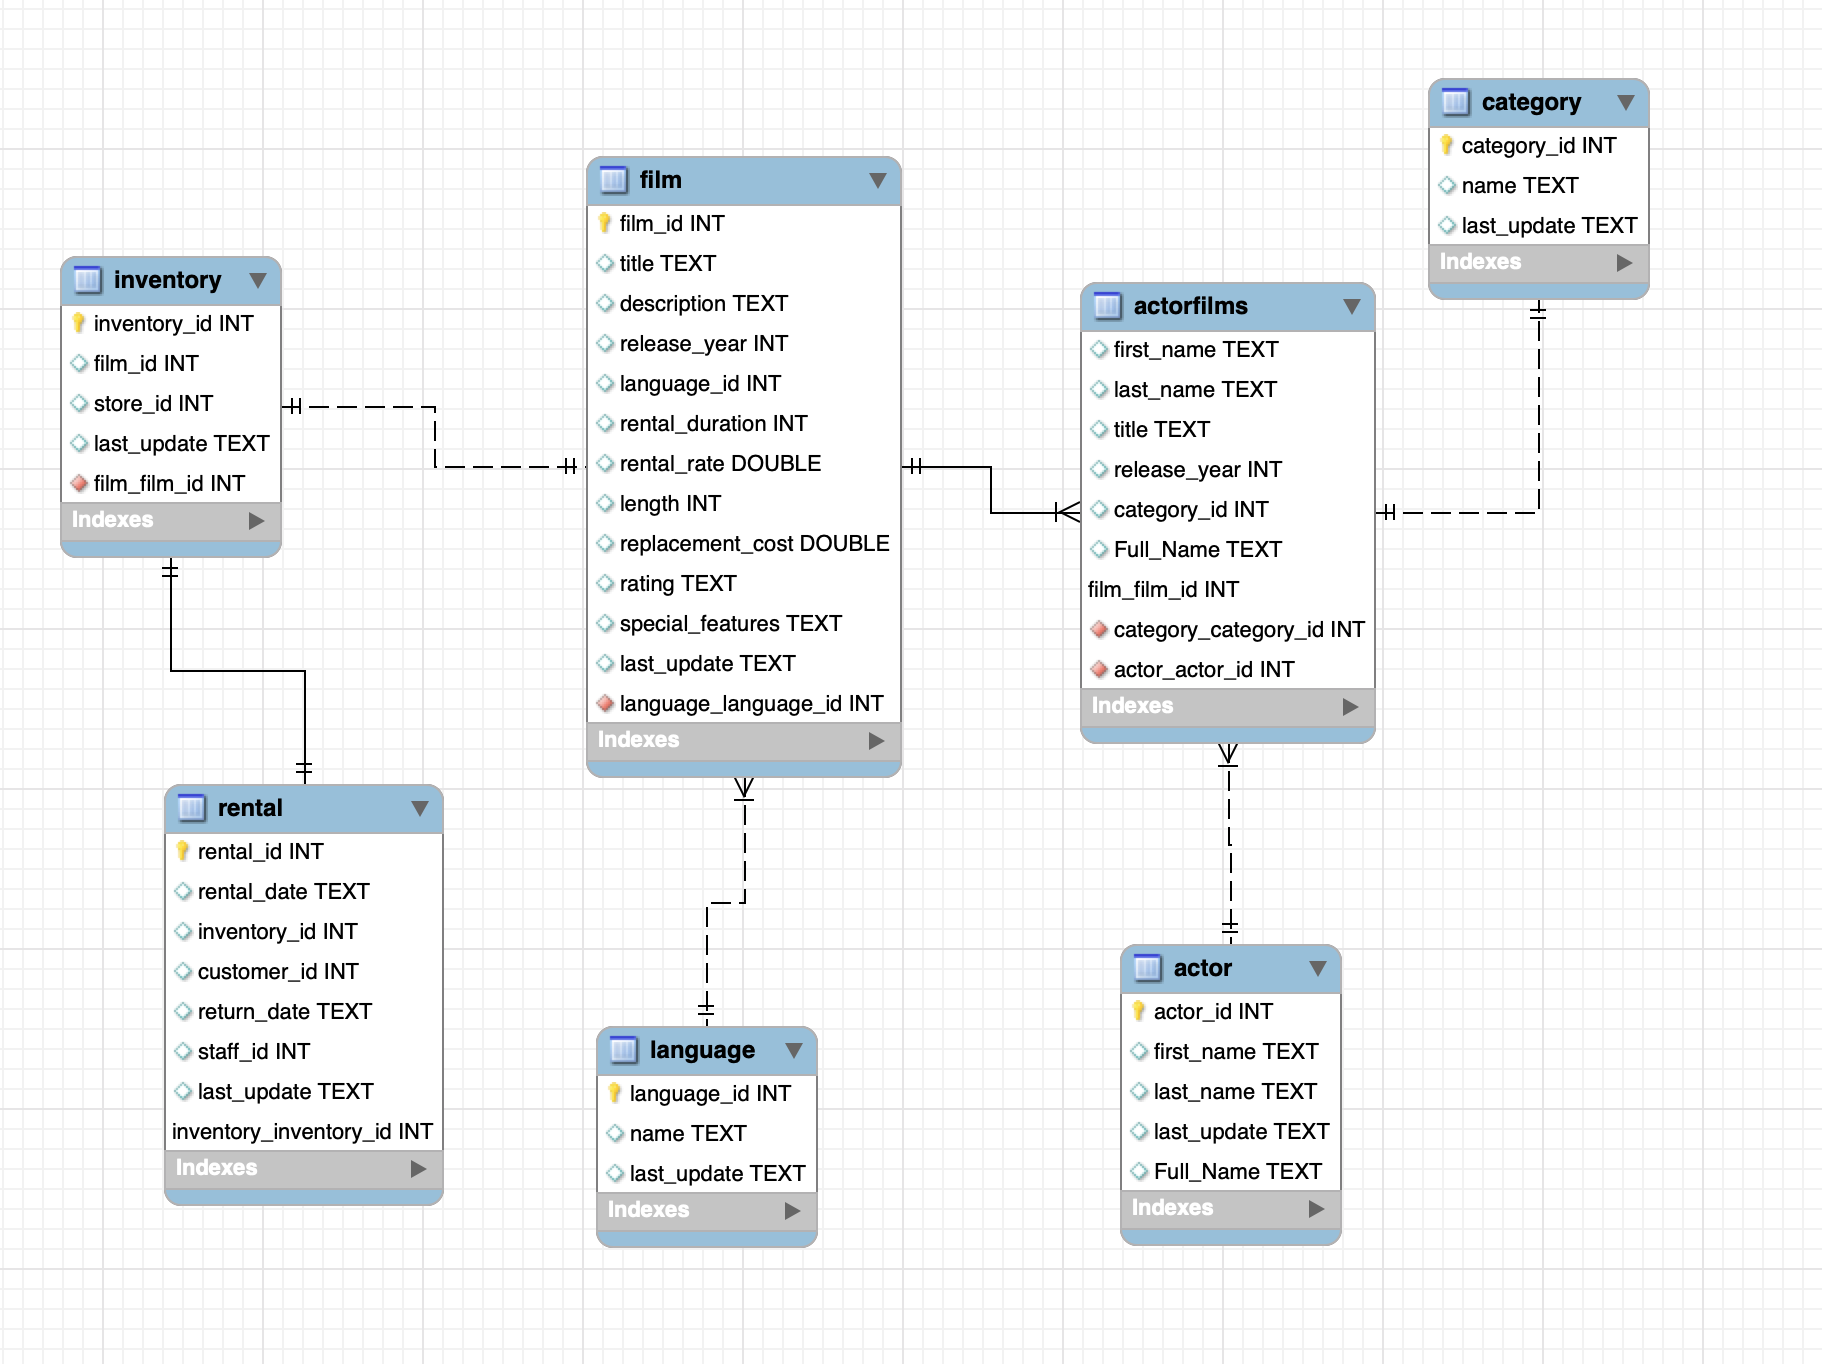 category
category_id INT
name TEXT
last_update TEXT
Indexes
film
film_id INT
title TEXT
description TEXT
release_year INT
language_id INT
rental_duration INT
rental_rate DOUBLE
length INT
replacement_cost DOUBLE
rating TEXT
special_features TEXT
last_update TEXT
language_language_id INT
Indexes
inventory
inventory_id INT
film_id INT
store_id INT
last_update TEXT
film_film_id INT
Indexes
actorfilms
first_name TEXT
last_name TEXT
title TEXT
release_year INT
category_id INT
Full_Name TEXT
film_film_id INT
category_category_id INT
actor_actor_id INT
Indexes
rental
rental_id INT
rental_date TEXT
inventory_id INT
customer_id INT
return_date TEXT
staff_id INT
last_update TEXT
inventory_inventory_id INT
Indexes
language
language_id INT
name TEXT
last_update TEXT
Indexes
actor
actor_id INT
first_name TEXT
last_name TEXT
last_update TEXT
Full_Name TEXT
Indexes